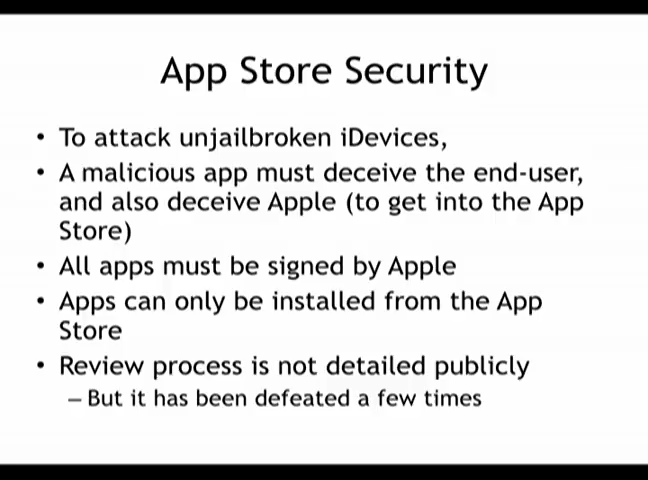 App Store Security
• To attack unjailbroken iDevices,
• A malicious app must deceive the end-user,
and also deceive Apple (to get into the App
Store)
• All apps must be signed by Apple
• Apps can only be installed from the App
Store
• Review process is not detailed publicly
– But it has been defeated a few times